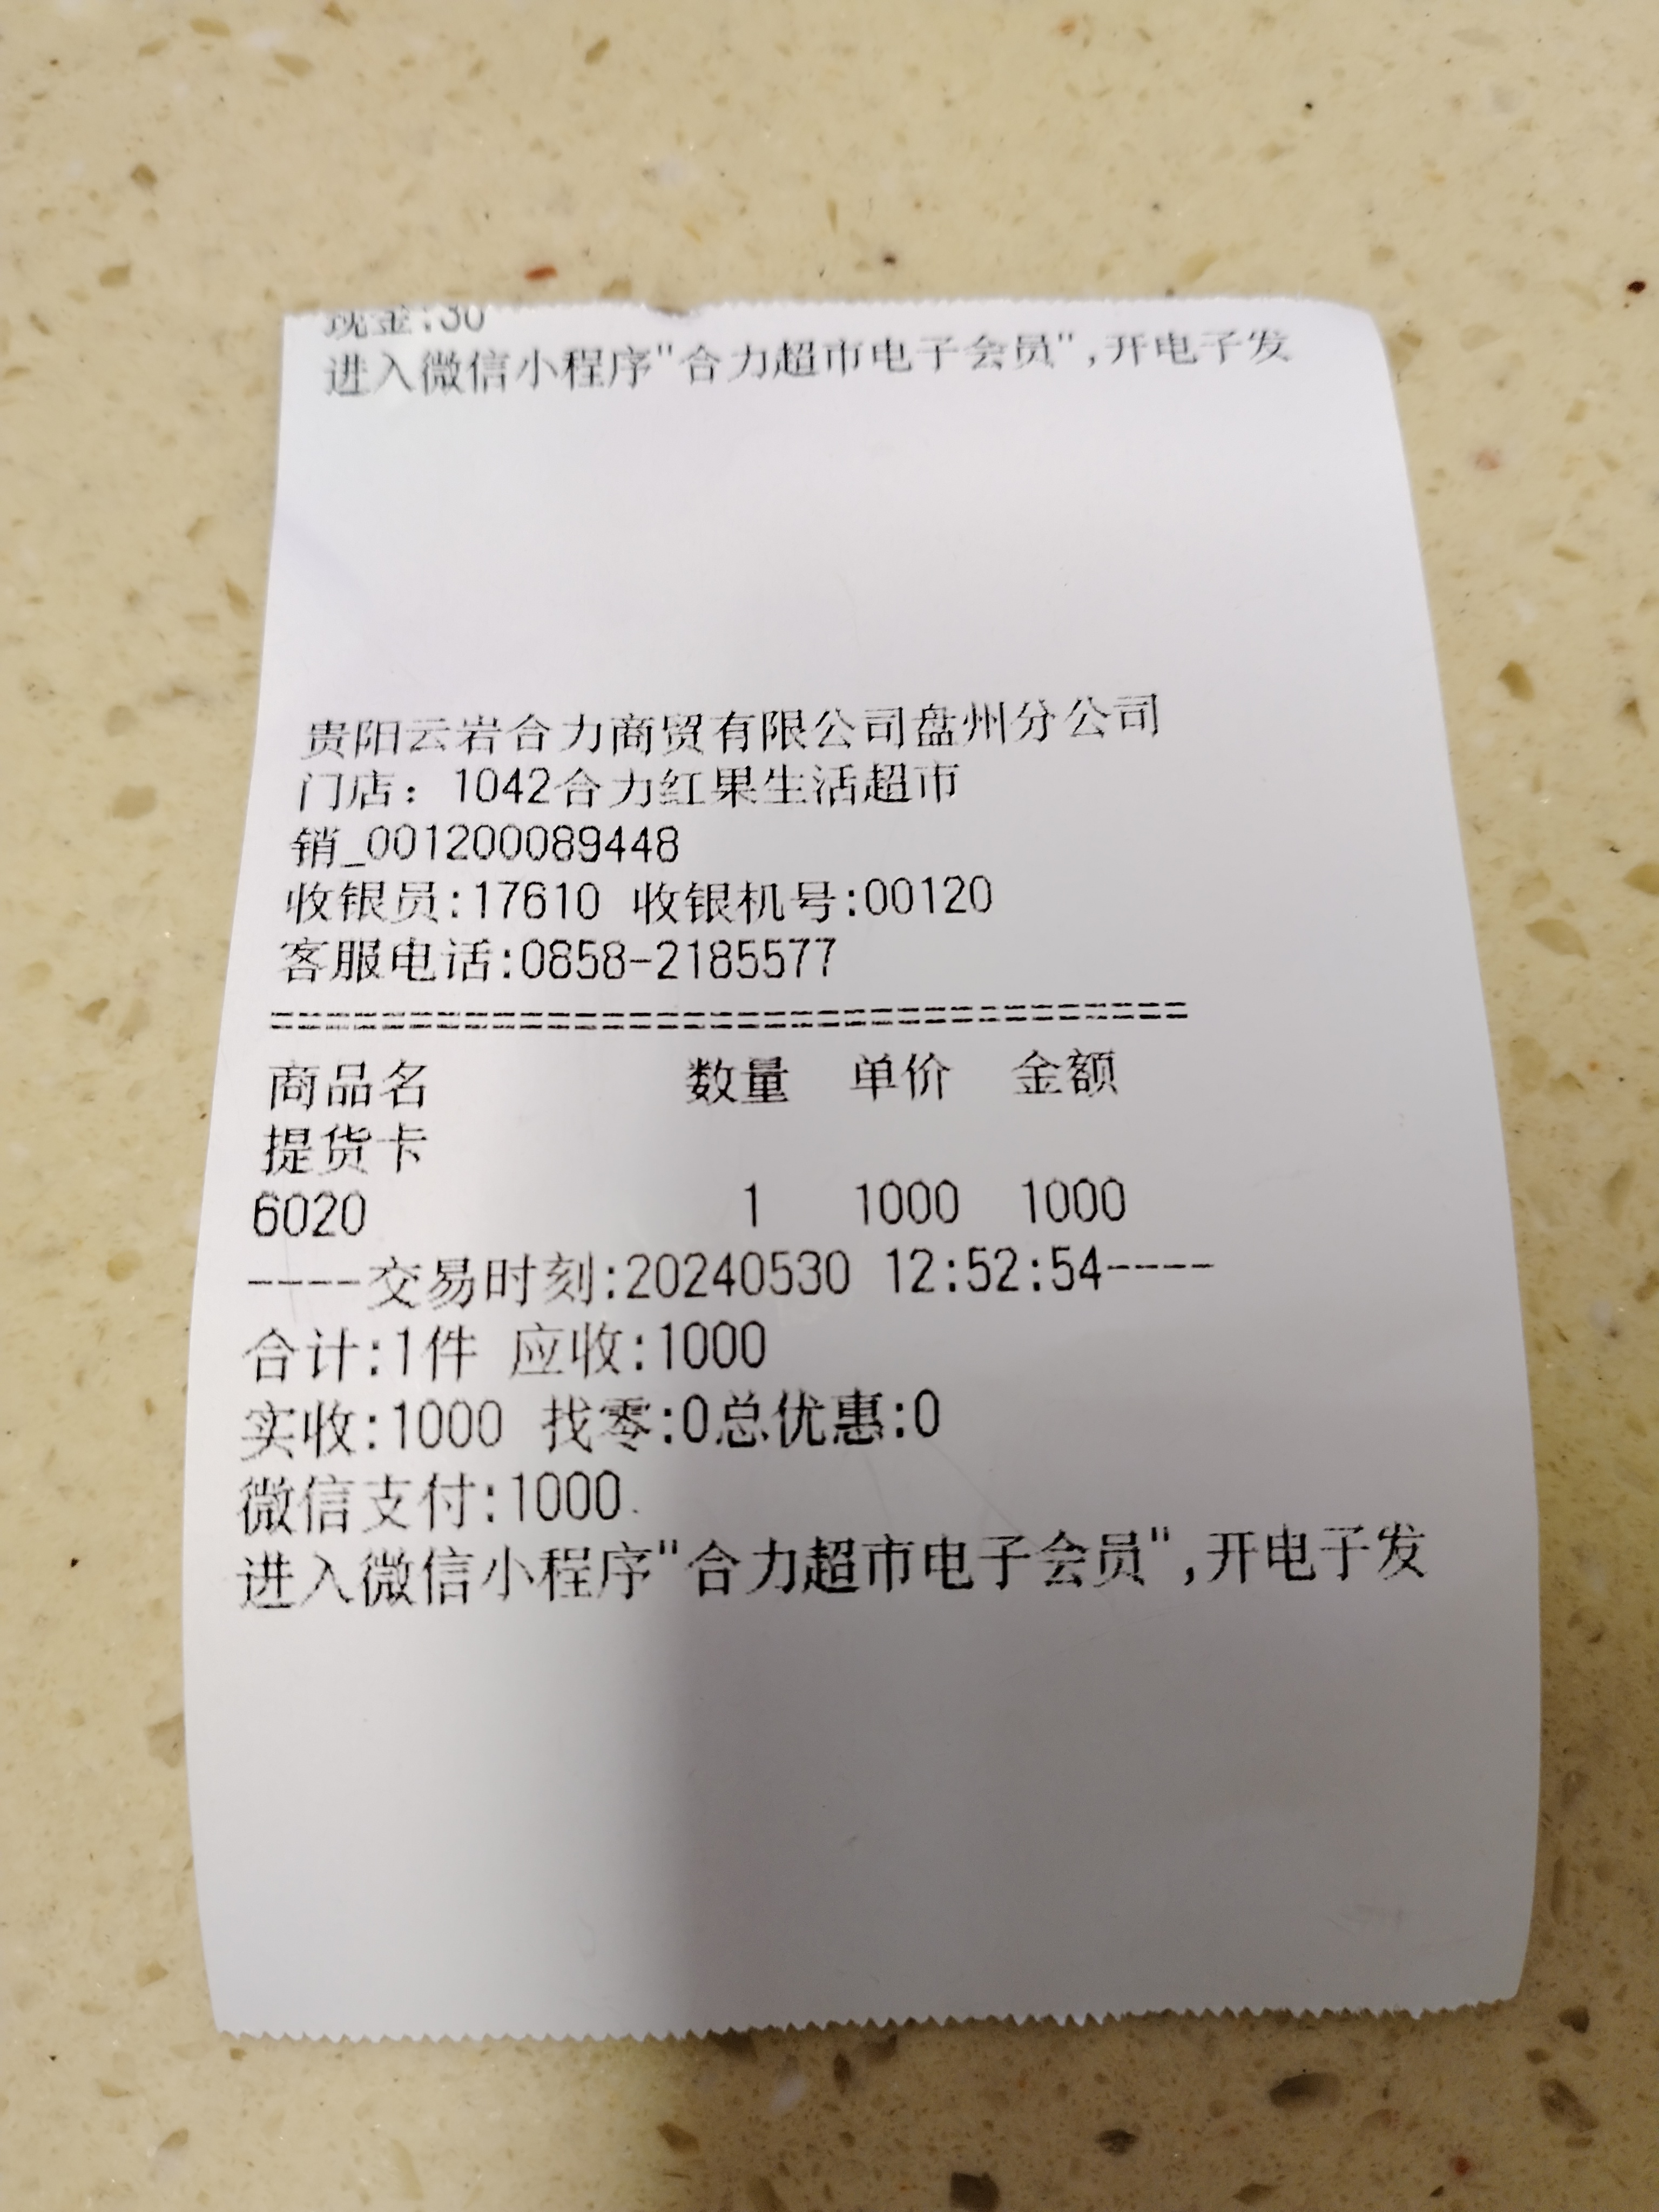 现金:30
进入微信小程序"合力超市电子会员",开电子发
贵阳云岩合力商贸有限公司盘州分公司
门店：1042合力红果生活超市
销_001200089448
收银员:17610 收银机号:00120
客服电话:0858-2185577
==================================
商品名 数量 单价 金额
提货卡
6020 1 1000 1000
----交易时刻:20240530 12:52:54----
合计:1件 应收:1000
实收:1000 找零:0总优惠:0
微信支付:1000
进入微信小程序"合力超市电子会员",开电子发